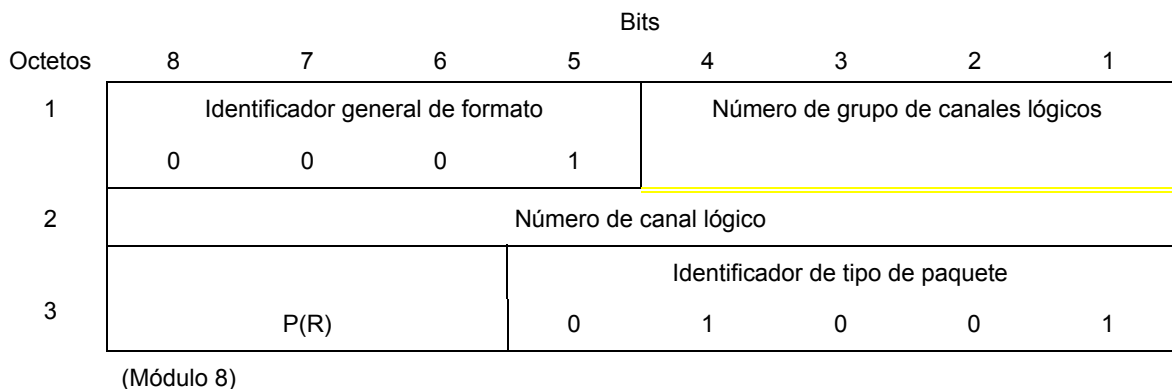 Bits
Octetos 8 7 6 5 4 3 2 1
1 Identificador general de formato Número de grupo de canales lógicos
0 0 0 1
2 Número de canal lógico
Identificador de tipo de paquete
3 P(R) 0 1 0 0 1
(Módulo 8)